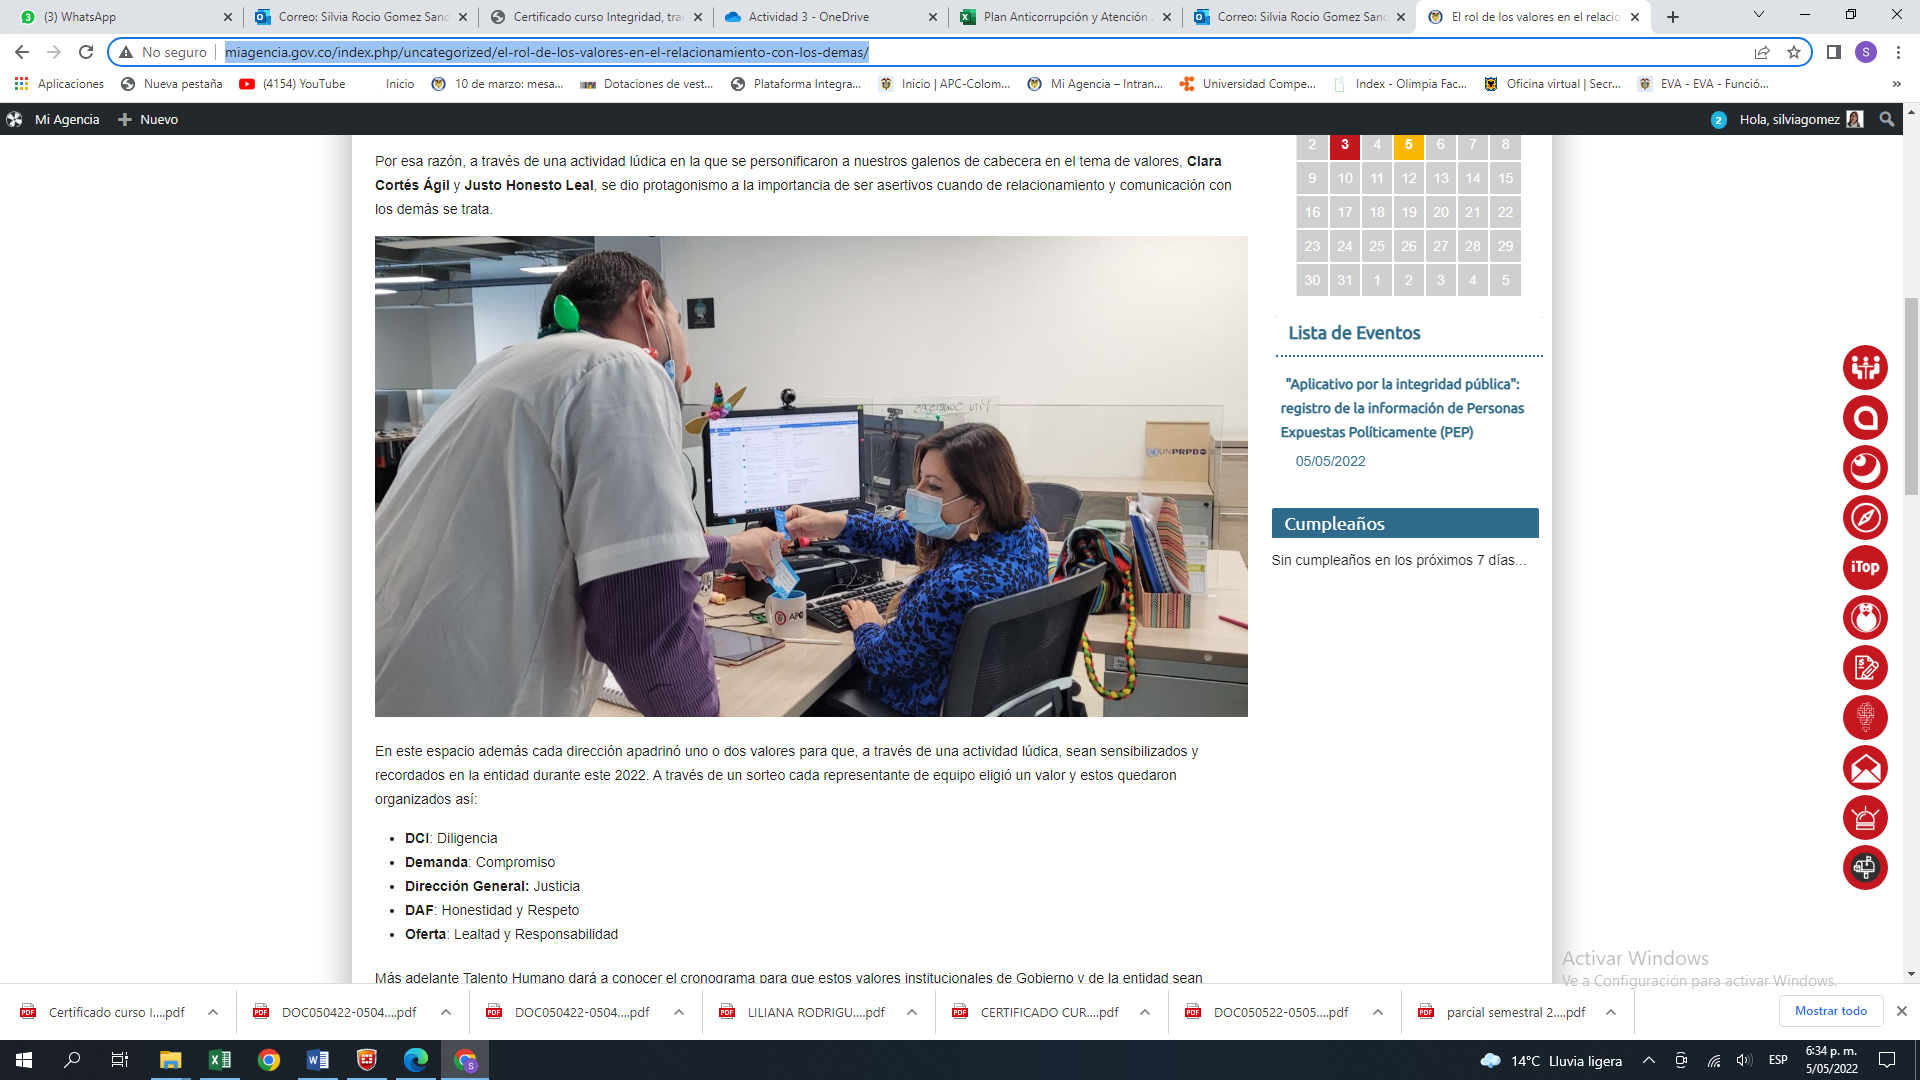 (3) WhatsApp
Correo: Silvia Rocio Gomez Sand
Certificado curso Integridad, tra
Actividad 3 - OneDrive
Plan Anticorrupción y Atención
Correo: Silvia Rocio Gomez Sand
El rol de los valores en el relacio
No seguro
miagencia.gov.co/index.php/uncategorized/el-rol-de-los-valores-en-el-relacionamiento-con-los-demas/
S
Aplicaciones
Nueva pestaña
(4154) YouTube
Inicio
10 de marzo: mesa...
Dotaciones de vest...
Plataforma Integra...
Inicio | APC-Colom...
Mi Agencia – Intran...
Universidad Compe...
Index - Olimpia Fac...
Oficina virtual | Secr...
EVA - EVA - Funció...
Mi Agencia
Nuevo
2
Hola, silviagomez
Por esa razón, a través de una actividad lúdica en la que se personificaron a nuestros galenos de cabecera en el tema de valores, Clara
Cortés Ágil y Justo Honesto Leal, se dio protagonismo a la importancia de ser asertivos cuando de relacionamiento y comunicación con
los demás se trata.
UNPRPD
APC
En este espacio además cada dirección apadrinó uno o dos valores para que, a través de una actividad lúdica, sean sensibilizados y
recordados en la entidad durante este 2022. A través de un sorteo cada representante de equipo eligió un valor y estos quedaron
organizados así:
DCI: Diligencia
Demanda: Compromiso
Dirección General: Justicia
DAF: Honestidad y Respeto
Oferta: Lealtad y Responsabilidad
Más adelante Talento Humano dará a conocer el cronograma para que estos valores institucionales de Gobierno y de la entidad sean
2 3 4 5 6 7 8
9 10 11 12 13 14 15
16 17 18 19 20 21 22
23 24 25 26 27 28 29
30 31 1 2 3 4 5
Lista de Eventos
"Aplicativo por la integridad pública":
registro de la información de Personas
Expuestas Políticamente (PEP)
05/05/2022
Cumpleaños
Sin cumpleaños en los próximos 7 días...
iTop
Activar Windows
Ve a Configuración para activar Windows.
Certificado curso I....pdf
DOC050422-0504....pdf
DOC050422-0504....pdf
LILIANA RODRIGU....pdf
CERTIFICADO CUR....pdf
DOC050522-0505....pdf
parcial semestral 2....pdf
Mostrar todo
14°C Lluvia ligera
ESP
6:34 p. m.
5/05/2022